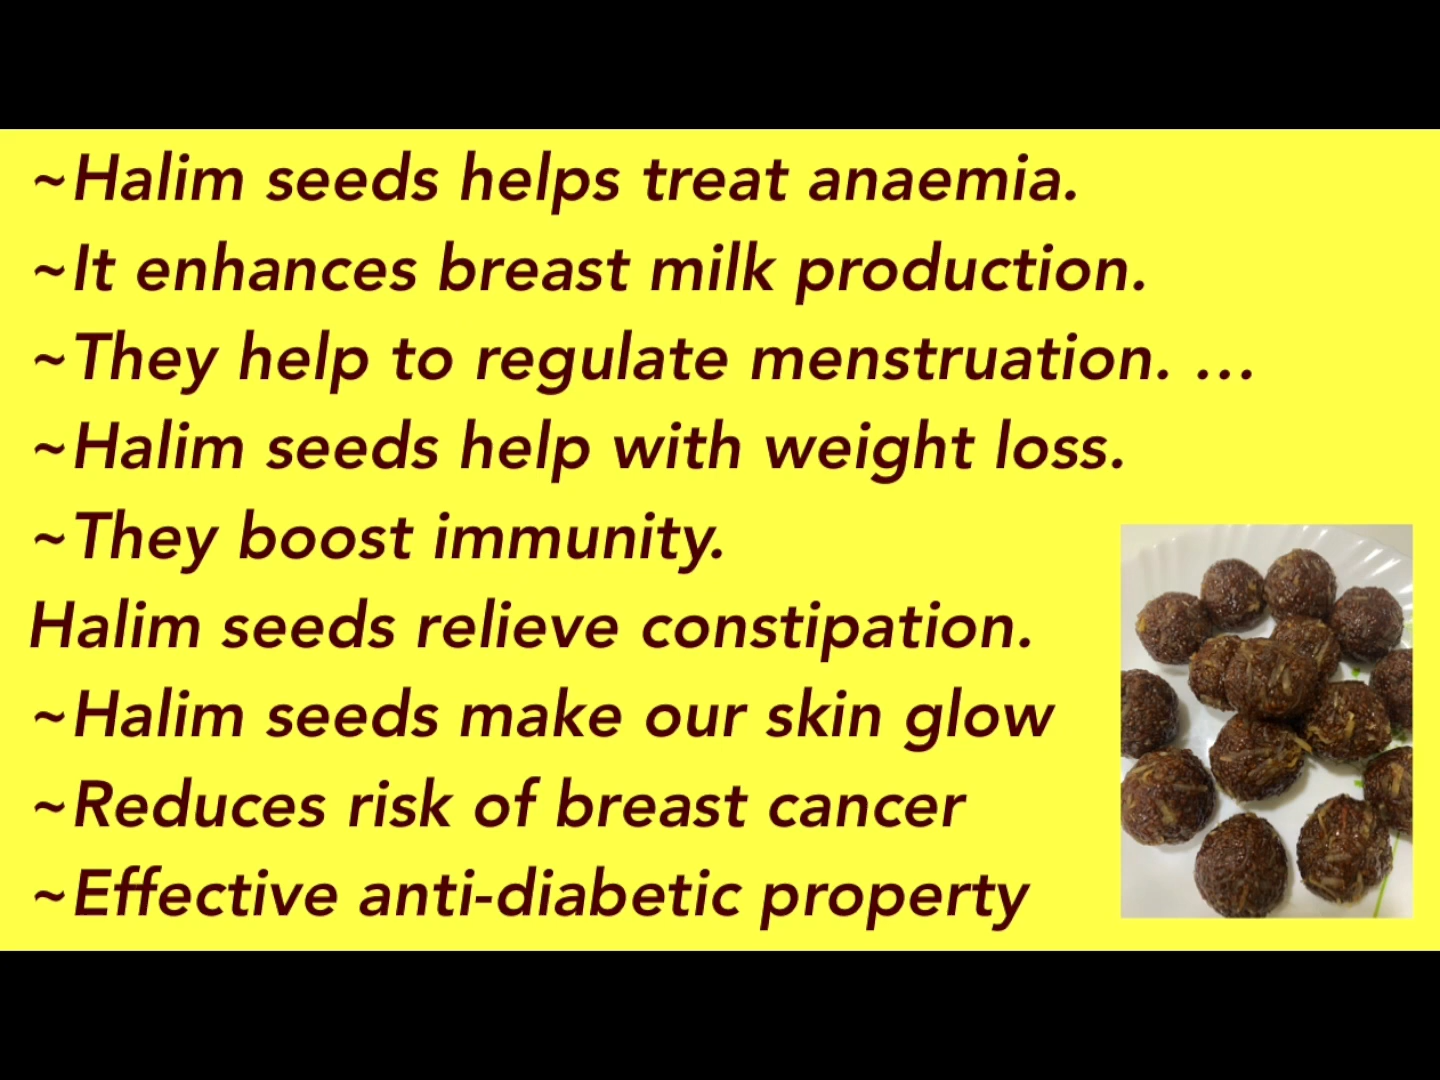 ~Halim seeds helps treat anaemia.
~It enhances breast milk production.
~They help to regulate menstruation. ...
~Halim seeds help with weight loss.
~They boost immunity.
Halim seeds relieve constipation.
~Halim seeds make our skin glow
~Reduces risk of breast cancer
~Effective anti-diabetic property